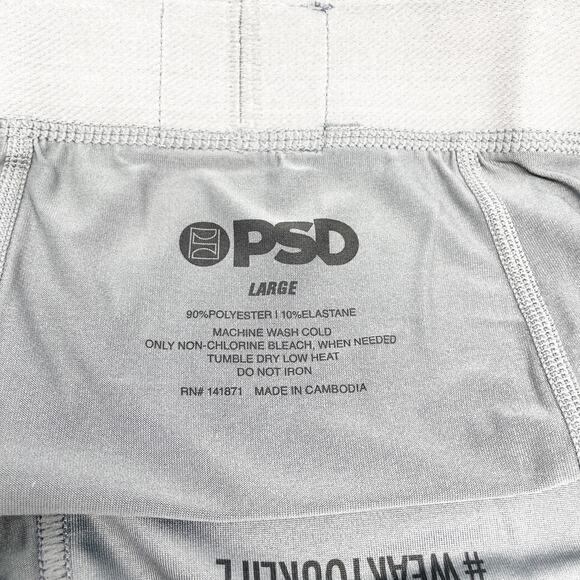 PSD
LARGE
90%POLYESTER | 10%ELASTANE
MACHINE WASH COLD
ONLY NON-CHLORINE BLEACH, WHEN NEEDED
TUMBLE DRY LOW HEAT
DO NOT IRON
RN# 141871 MADE IN CAMBODIA
#WEARYOURLIFE